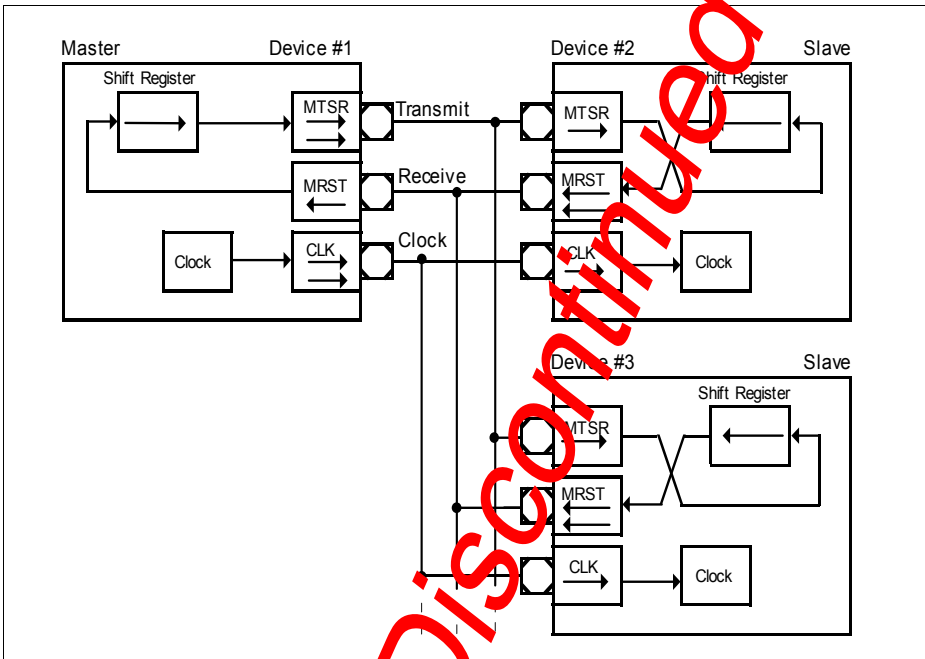 Master Device #1
Shift Register
MTSR
Transmit
MRST
Receive
Clock
CLK
Clock
Device #2 Slave
Shift Register
MTSR
MRST
CLK
Clock
Device #3 Slave
Shift Register
MTSR
MRST
CLK
Clock
Discontinued